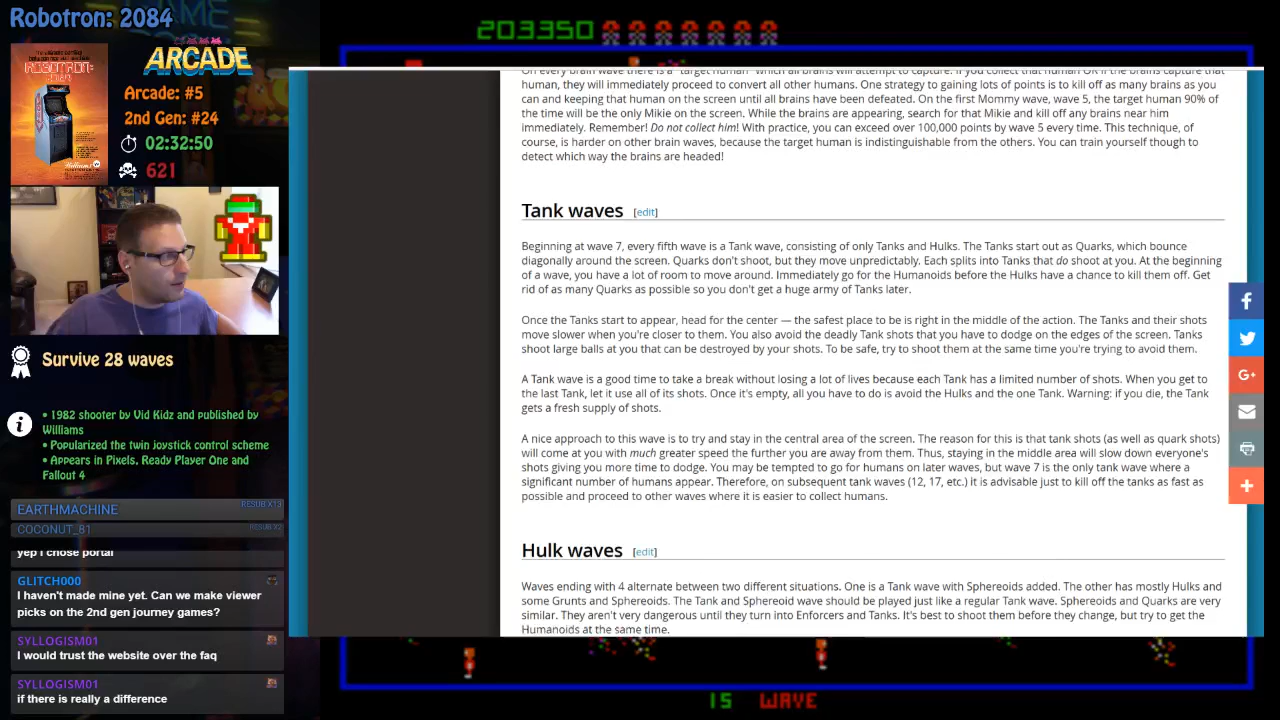 Robotron: 2084
ROBOTRON: 2084
ARCADE
Arcade: #5
2nd Gen: #24
02:32:50
621
Survive 28 waves
• 1982 shooter by Vid Kidz and published by
Williams
• Popularized the twin joystick control scheme
• Appears in Pixels, Ready Player One and
Fallout 4
EARTHMACHINE RESUB X15
COCONUT_81 RESUB X2
yep i chose portal
GLITCH000
I haven't made mine yet. Can we make viewer
picks on the 2nd gen journey games?
SYLLOGISM01
I would trust the website over the faq
SYLLOGISM01
if there is really a difference
203350
On every brain wave there is a "target human" which all brains will attempt to capture. If you collect that human OR if the brains capture that
human, they will immediately proceed to convert all other humans. One strategy to gaining lots of points is to kill off as many brains as you
can and keeping that human on the screen until all brains have been defeated. On the first Mommy wave, wave 5, the target human 90% of
the time will be the only Mikie on the screen. While the brains are appearing, search for that Mikie and kill off any brains near him
immediately. Remember! Do not collect him! With practice, you can exceed over 100,000 points by wave 5 every time. This technique, of
course, is harder on other brain waves, because the target human is indistinguishable from the others. You can train yourself though to
detect which way the brains are headed!
Tank waves [edit]
Beginning at wave 7, every fifth wave is a Tank wave, consisting of only Tanks and Hulks. The Tanks start out as Quarks, which bounce
diagonally around the screen. Quarks don't shoot, but they move unpredictably. Each splits into Tanks that do shoot at you. At the beginning
of a wave, you have a lot of room to move around. Immediately go for the Humanoids before the Hulks have a chance to kill them off. Get
rid of as many Quarks as possible so you don't get a huge army of Tanks later.
Once the Tanks start to appear, head for the center — the safest place to be is right in the middle of the action. The Tanks and their shots
move slower when you're closer to them. You also avoid the deadly Tank shots that you have to dodge on the edges of the screen. Tanks
shoot large balls at you that can be destroyed by your shots. To be safe, try to shoot them at the same time you're trying to avoid them.
A Tank wave is a good time to take a break without losing a lot of lives because each Tank has a limited number of shots. When you get to
the last Tank, let it use all of its shots. Once it's empty, all you have to do is avoid the Hulks and the one Tank. Warning: if you die, the Tank
gets a fresh supply of shots.
A nice approach to this wave is to try and stay in the central area of the screen. The reason for this is that tank shots (as well as quark shots)
will come at you with much greater speed the further you are away from them. Thus, staying in the middle area will slow down everyone's
shots giving you more time to dodge. You may be tempted to go for humans on later waves, but wave 7 is the only tank wave where a
significant number of humans appear. Therefore, on subsequent tank waves (12, 17, etc.) it is advisable just to kill off the tanks as fast as
possible and proceed to other waves where it is easier to collect humans.
Hulk waves [edit]
Waves ending with 4 alternate between two different situations. One is a Tank wave with Sphereoids added. The other has mostly Hulks and
some Grunts and Sphereoids. The Tank and Sphereoid wave should be played just like a regular Tank wave. Sphereoids and Quarks are very
similar. They aren't very dangerous until they turn into Enforcers and Tanks. It's best to shoot them before they change, but try to get the
Humanoids at the same time.
G+
15 WAVE